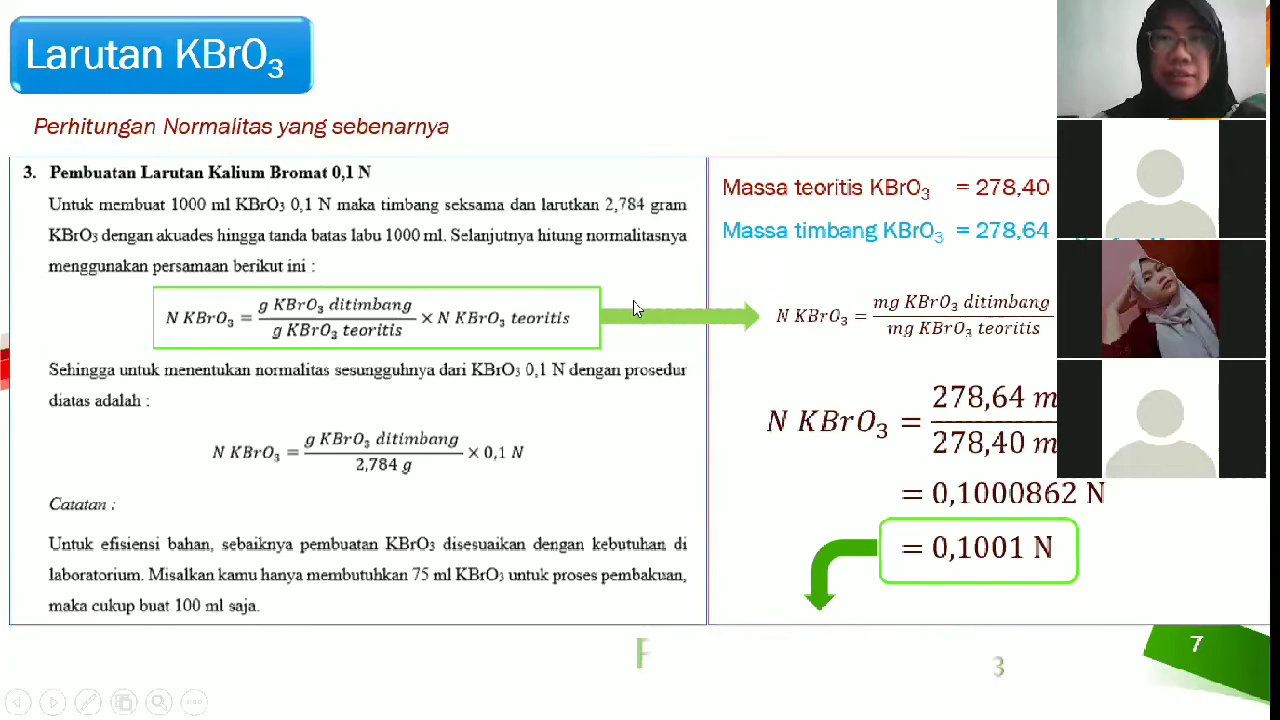 Larutan KBrO₃
Perhitungan Normalitas yang sebenarnya
3. Pembuatan Larutan Kalium Bromat 0,1 N
Untuk membuat 1000 ml KBrO₃ 0,1 N maka timbang seksama dan larutkan 2,784 gram
KBrO₃ dengan akuades hingga tanda batas labu 1000 ml. Selanjutnya hitung normalitasnya
menggunakan persamaan berikut ini :
N KBrO₃ = g KBrO₃ ditimbang / g KBrO₃ teoritis × N KBrO₃ teoritis
Sehingga untuk menentukan normalitas sesungguhnya dari KBrO₃ 0,1 N dengan prosedur
diatas adalah :
N KBrO₃ = g KBrO₃ ditimbang / 2,784 g × 0,1 N
Catatan :
Untuk efisiensi bahan, sebaiknya pembuatan KBrO₃ disesuaikan dengan kebutuhan di
laboratorium. Misalkan kamu hanya membutuhkan 75 ml KBrO₃ untuk proses pembakuan,
maka cukup buat 100 ml saja.
Massa teoritis KBrO₃ = 278,40
Massa timbang KBrO₃ = 278,64
N KBrO₃ = mg KBrO₃ ditimbang / mg KBrO₃ teoritis
N KBrO₃ = 278,64 m / 278,40 m
= 0,1000862 N
= 0,1001 N
3
7